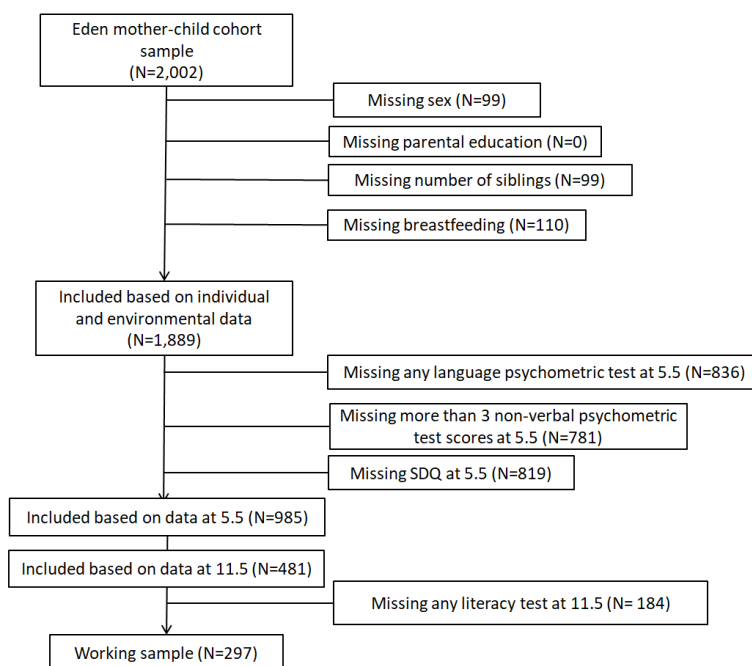 Eden mother-child cohort
sample
(N=2,002)
Missing sex (N=99)
Missing parental education (N=0)
Missing number of siblings (N=99)
Missing breastfeeding (N=110)
Included based on individual
and environmental data
(N=1,889)
Missing any language psychometric test at 5.5 (N=836)
Missing more than 3 non-verbal psychometric
test scores at 5.5 (N=781)
Missing SDQ at 5.5 (N=819)
Included based on data at 5.5 (N=985)
Included based on data at 11.5 (N=481)
Missing any literacy test at 11.5 (N= 184)
Working sample (N=297)